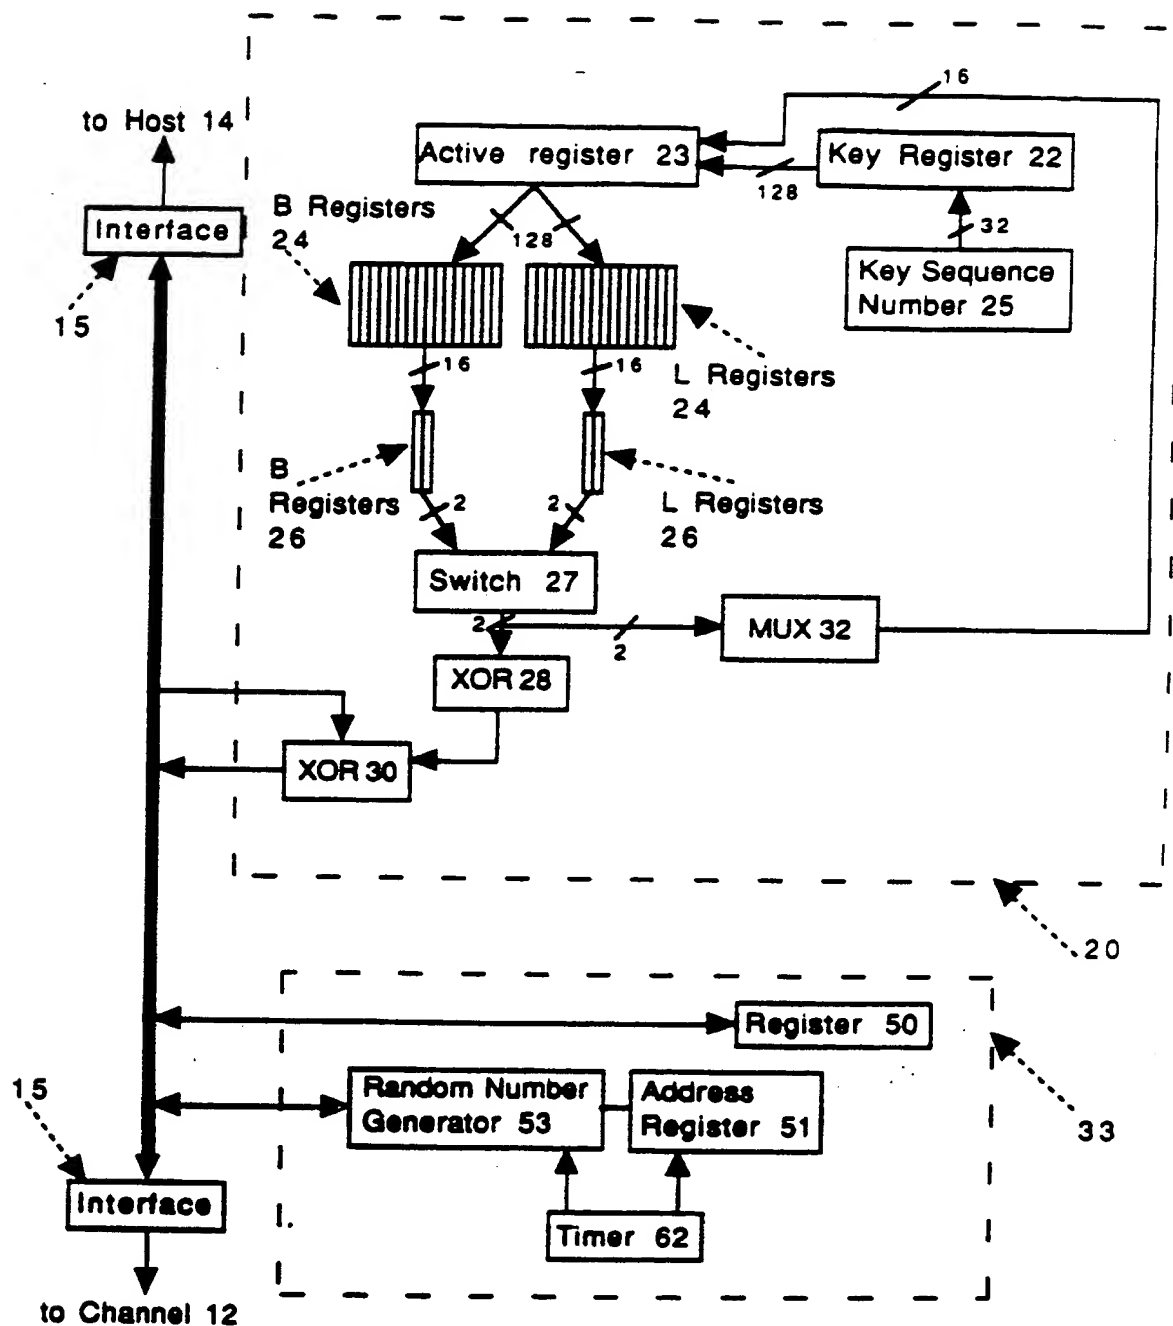 16
to Host 14
Active register 23
Key Register 22
128
B Registers
24
128
32
Interface
Key Sequence
Number 25
15
16
16
L Registers
24
B
Registers
26
2
2
L Registers
26
Switch 27
2
2
MUX 32
XOR 28
XOR 30
20
Register 50
15
Random Number
Generator 53
Address
Register 51
33
Interface
Timer 62
to Channel 12